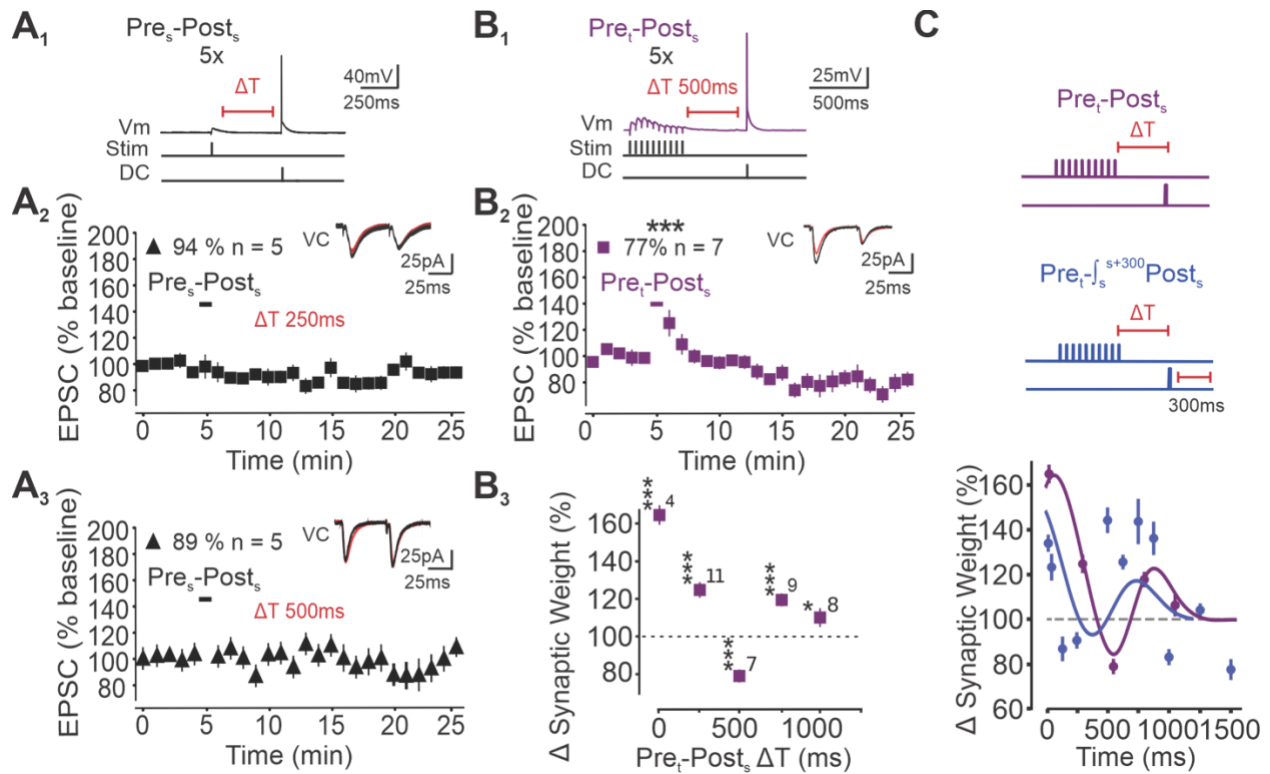 A₁
Preₛ-Postₛ
5x
ΔT
40mV
250ms
Vm
Stim
DC
B₁
Preₜ-Postₛ
5x
ΔT 500ms
25mV
500ms
Vm
Stim
DC
C
Preₜ-Postₛ
ΔT
Preₜ-∫ₛˢ⁺³⁰⁰Postₛ
ΔT
300ms
A₂
200
180
160
140
120
100
80
EPSC (% baseline)
▲ 94 % n = 5
Preₛ-Postₛ
ΔT 250ms
VC
25pA
25ms
0 5 10 15 20 25
Time (min)
B₂
200
180
160
140
120
100
80
EPSC (% baseline)
***
■ 77% n = 7
Preₜ-Postₛ
VC
25pA
25ms
0 5 10 15 20 25
Time (min)
A₃
200
180
160
140
120
100
80
EPSC (% baseline)
▲ 89 % n = 5
Preₛ-Postₛ
ΔT 500ms
VC
25pA
25ms
0 5 10 15 20 25
Time (min)
B₃
160
140
120
100
80
Δ Synaptic Weight (%)
*** 4
*** 11
*** 7
*** 9
* 8
0 500 1000
Preₜ-Postₛ ΔT (ms)
160
140
120
100
80
60
Δ Synaptic Weight (%)
0 500 1000 1500
Time (ms)